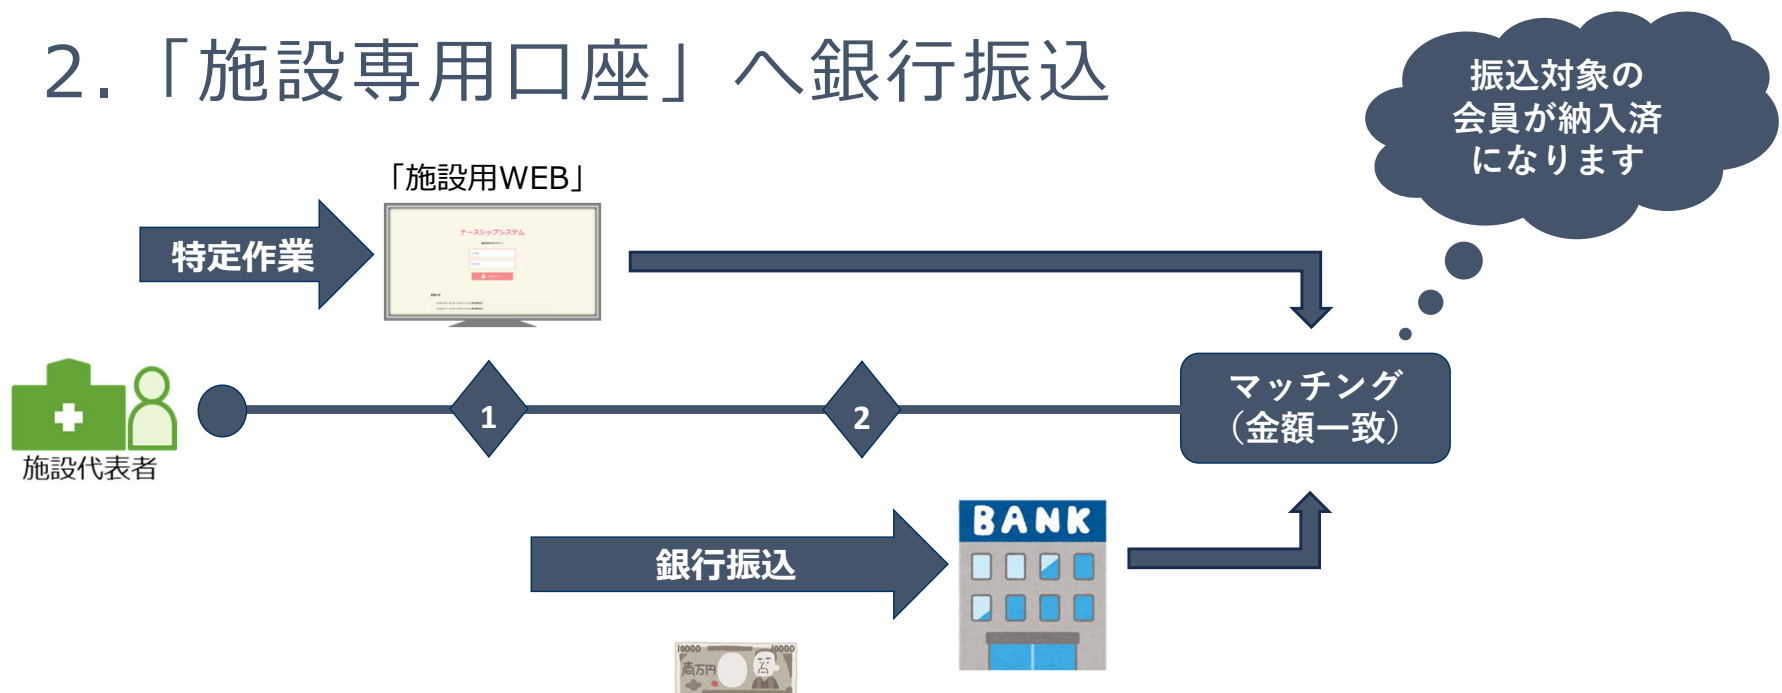 2.「施設専用口座」へ銀行振込
振込対象の
会員が納入済
になります
「施設用WEB」
特定作業
ナースシップシステム
1
2
マッチング
（金額一致）
施設代表者
BANK
銀行振込
10000
10000
壱万円